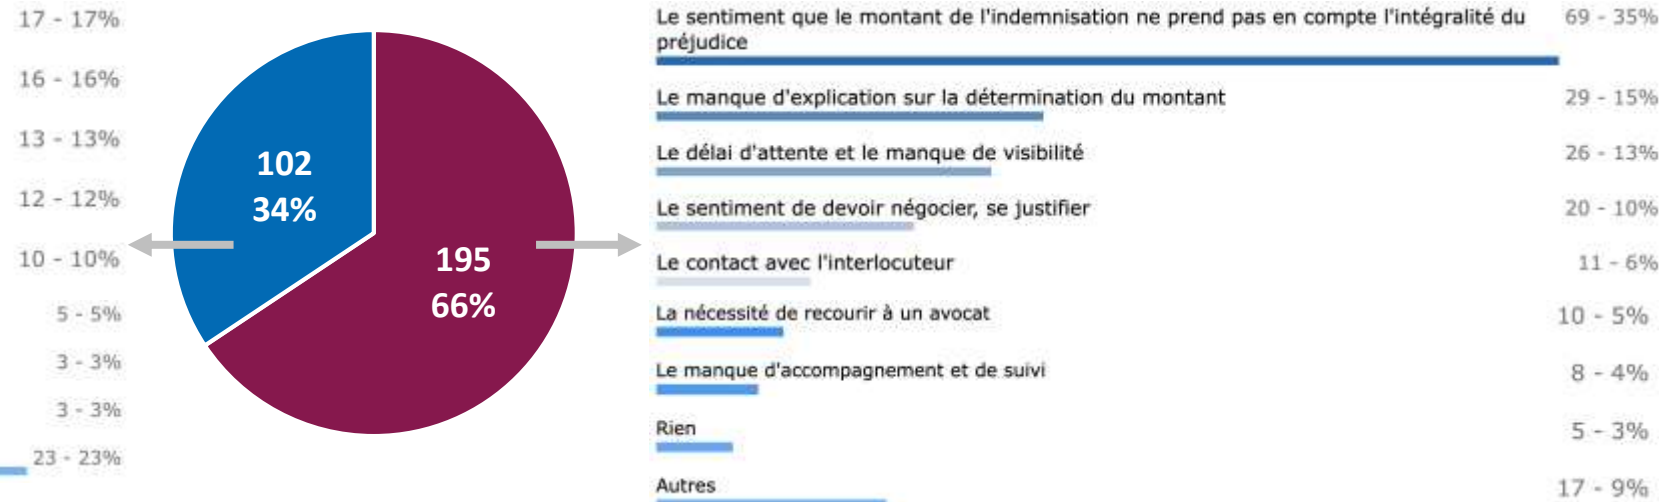 17 - 17%
16 - 16%
13 - 13%
12 - 12%
10 - 10%
5 - 5%
3 - 3%
3 - 3%
23 - 23%
102
34%
195
66%
Le sentiment que le montant de l'indemnisation ne prend pas en compte l'intégralité du
préjudice
69 - 35%
Le manque d'explication sur la détermination du montant
29 - 15%
Le délai d'attente et le manque de visibilité
26 - 13%
Le sentiment de devoir négocier, se justifier
20 - 10%
Le contact avec l'interlocuteur
11 - 6%
La nécessité de recourir à un avocat
10 - 5%
Le manque d'accompagnement et de suivi
8 - 4%
Rien
5 - 3%
Autres
17 - 9%